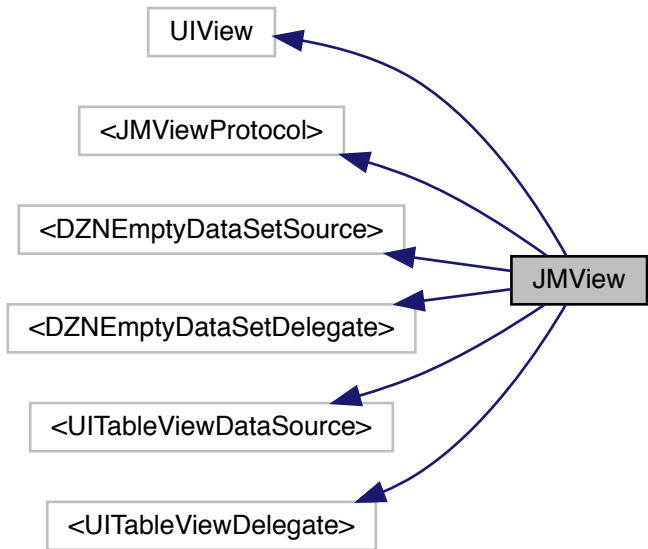 UIView
<JMViewProtocol>
<DZNEmptyDataSetSource>
JMView
<DZNEmptyDataSetDelegate>
<UITableViewDataSource>
<UITableViewDelegate>